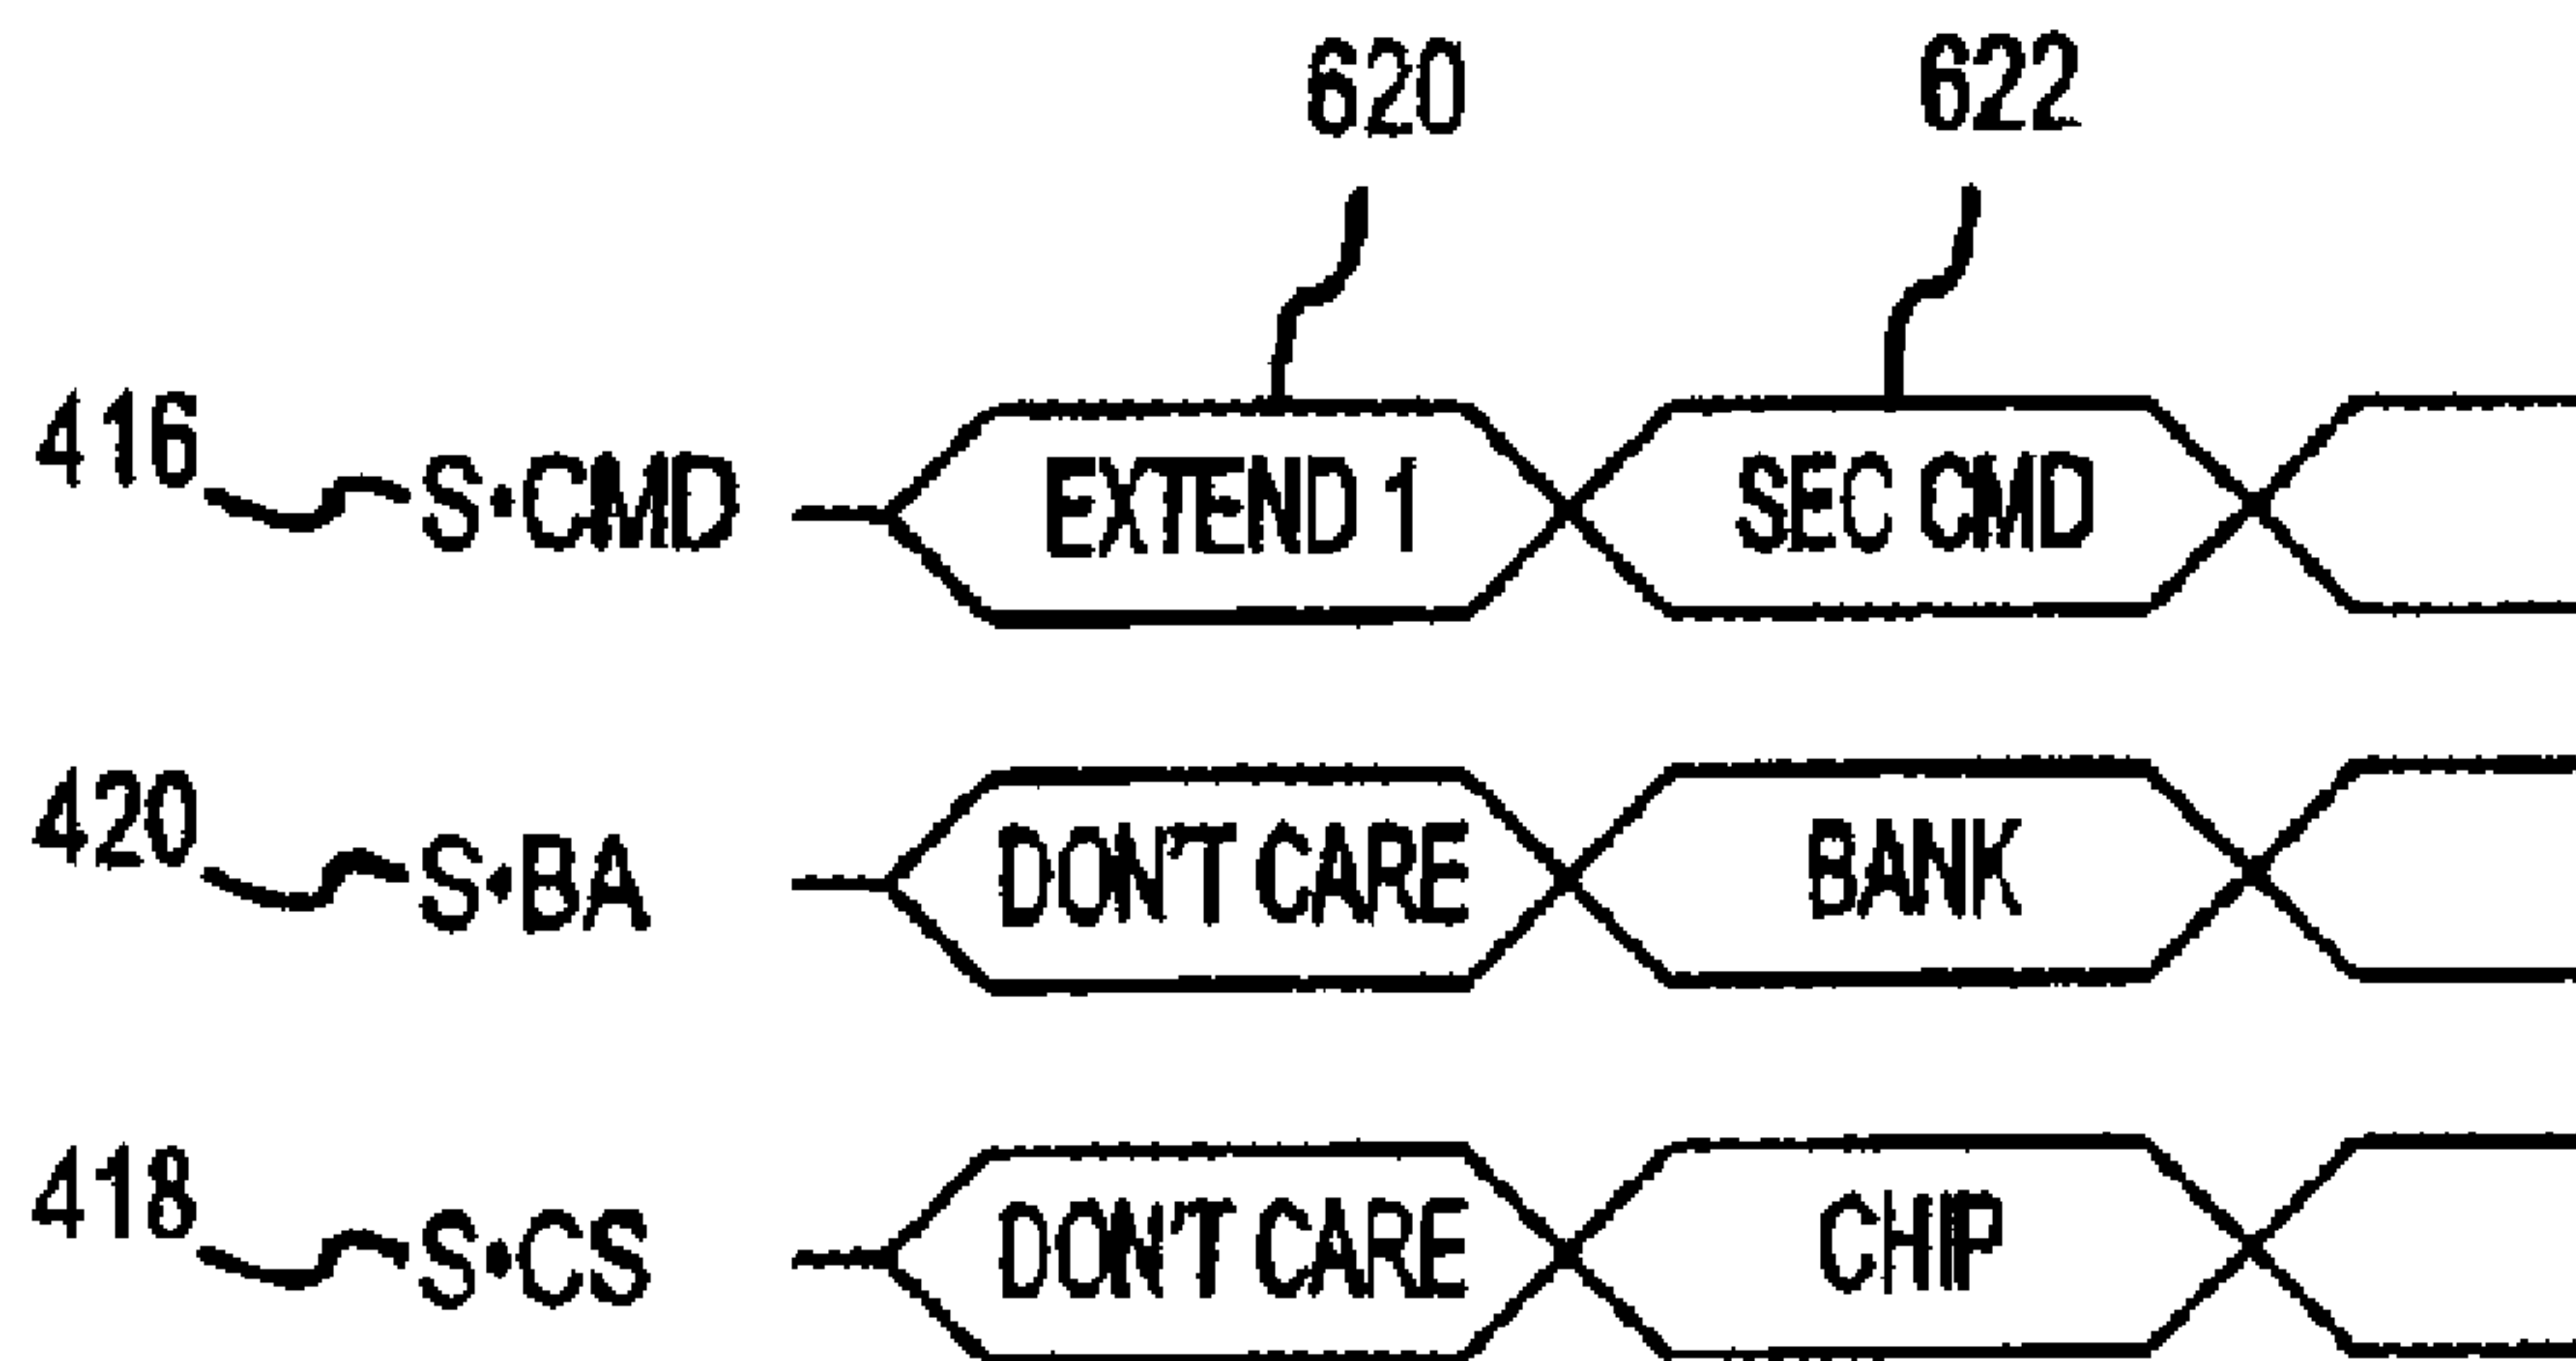 620 622
416 S·CMD EXTEND 1 SEC CMD
420 S·BA DON'T CARE BANK
418 S·CS DON'T CARE CHIP